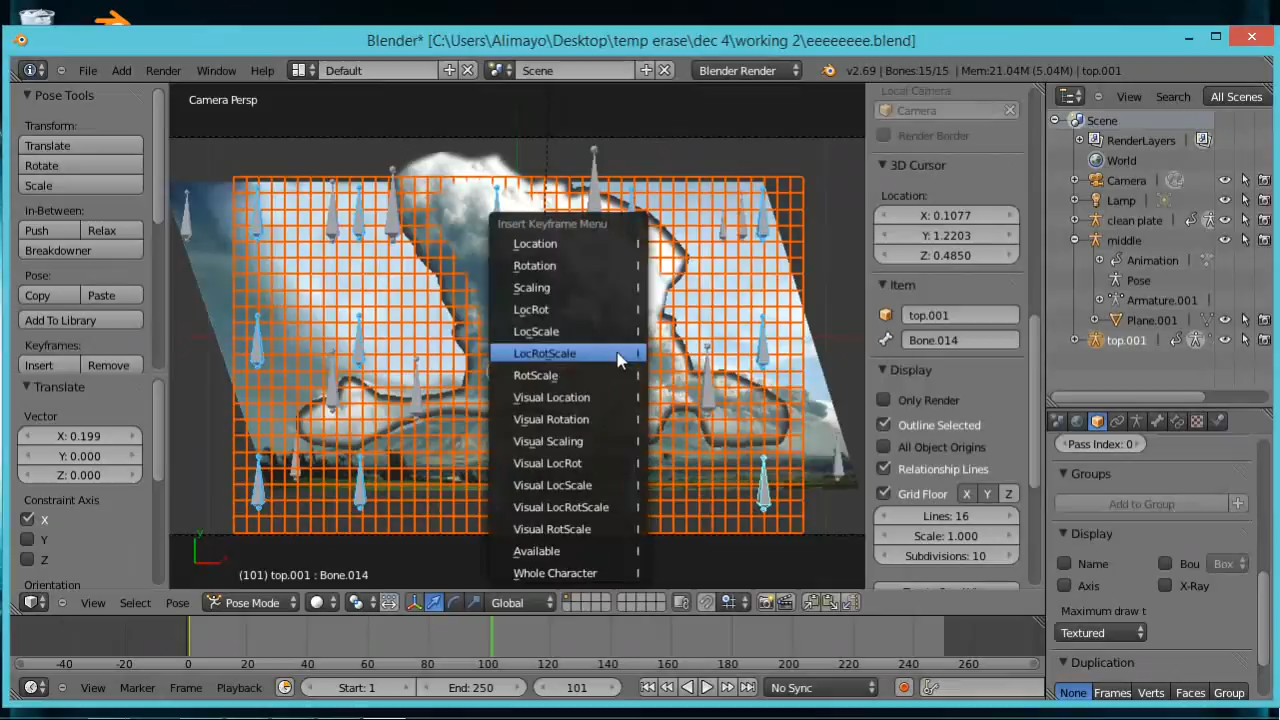 Blender* [C:\Users\Alimayo\Desktop\temp erase\dec 4\working 2\eeeeeeee.blend]
File Add Render Window Help Default Scene Blender Render v2.69 | Bones:15/15 | Mem:21.04M (5.04M) | top.001
Pose Tools
Transform:
Translate
Rotate
Scale
In-Between:
Push Relax
Breakdowner
Pose:
Copy Paste
Add To Library
Keyframes:
Insert Remove
Translate
Vector
X: 0.199
Y: 0.000
Z: 0.000
Constraint Axis
X
Y
Z
Orientation
Camera Persp
Insert Keyframe Menu
Location I
Rotation I
Scaling I
LocRot I
LocScale I
LocRotScale I
RotScale I
Visual Location I
Visual Rotation I
Visual Scaling I
Visual LocRot I
Visual LocScale I
Visual LocRotScale I
Visual RotScale I
Available I
Whole Character I
(101) top.001 : Bone.014
View Select Pose Pose Mode Global
Local Camera
Camera
Render Border
3D Cursor
Location:
X: 0.1077
Y: 1.2203
Z: 0.4850
Item
top.001
Bone.014
Display
Only Render
Outline Selected
All Object Origins
Relationship Lines
Grid Floor X Y Z
Lines: 16
Scale: 1.000
Subdivisions: 10
View Search All Scenes
Scene
RenderLayers
World
Camera
Lamp
clean plate
middle
Animation
Pose
Armature.001
Plane.001
top.001
Pass Index: 0
Groups
Add to Group
Display
Name Bou Box
Axis X-Ray
Maximum draw t
Textured
Duplication
None Frames Verts Faces Group
-40 -20 0 20 40 60 80 100 120 140 160 180 200 220 240 260
View Marker Frame Playback Start: 1 End: 250 101 No Sync